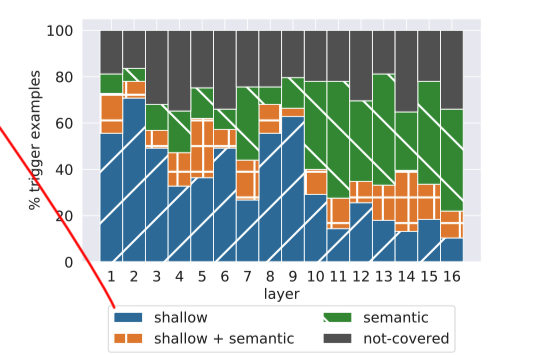 100
80
60
40
20
0
% trigger examples
1 2 3 4 5 6 7 8 9 10 11 12 13 14 15 16
layer
shallow
shallow + semantic
semantic
not-covered